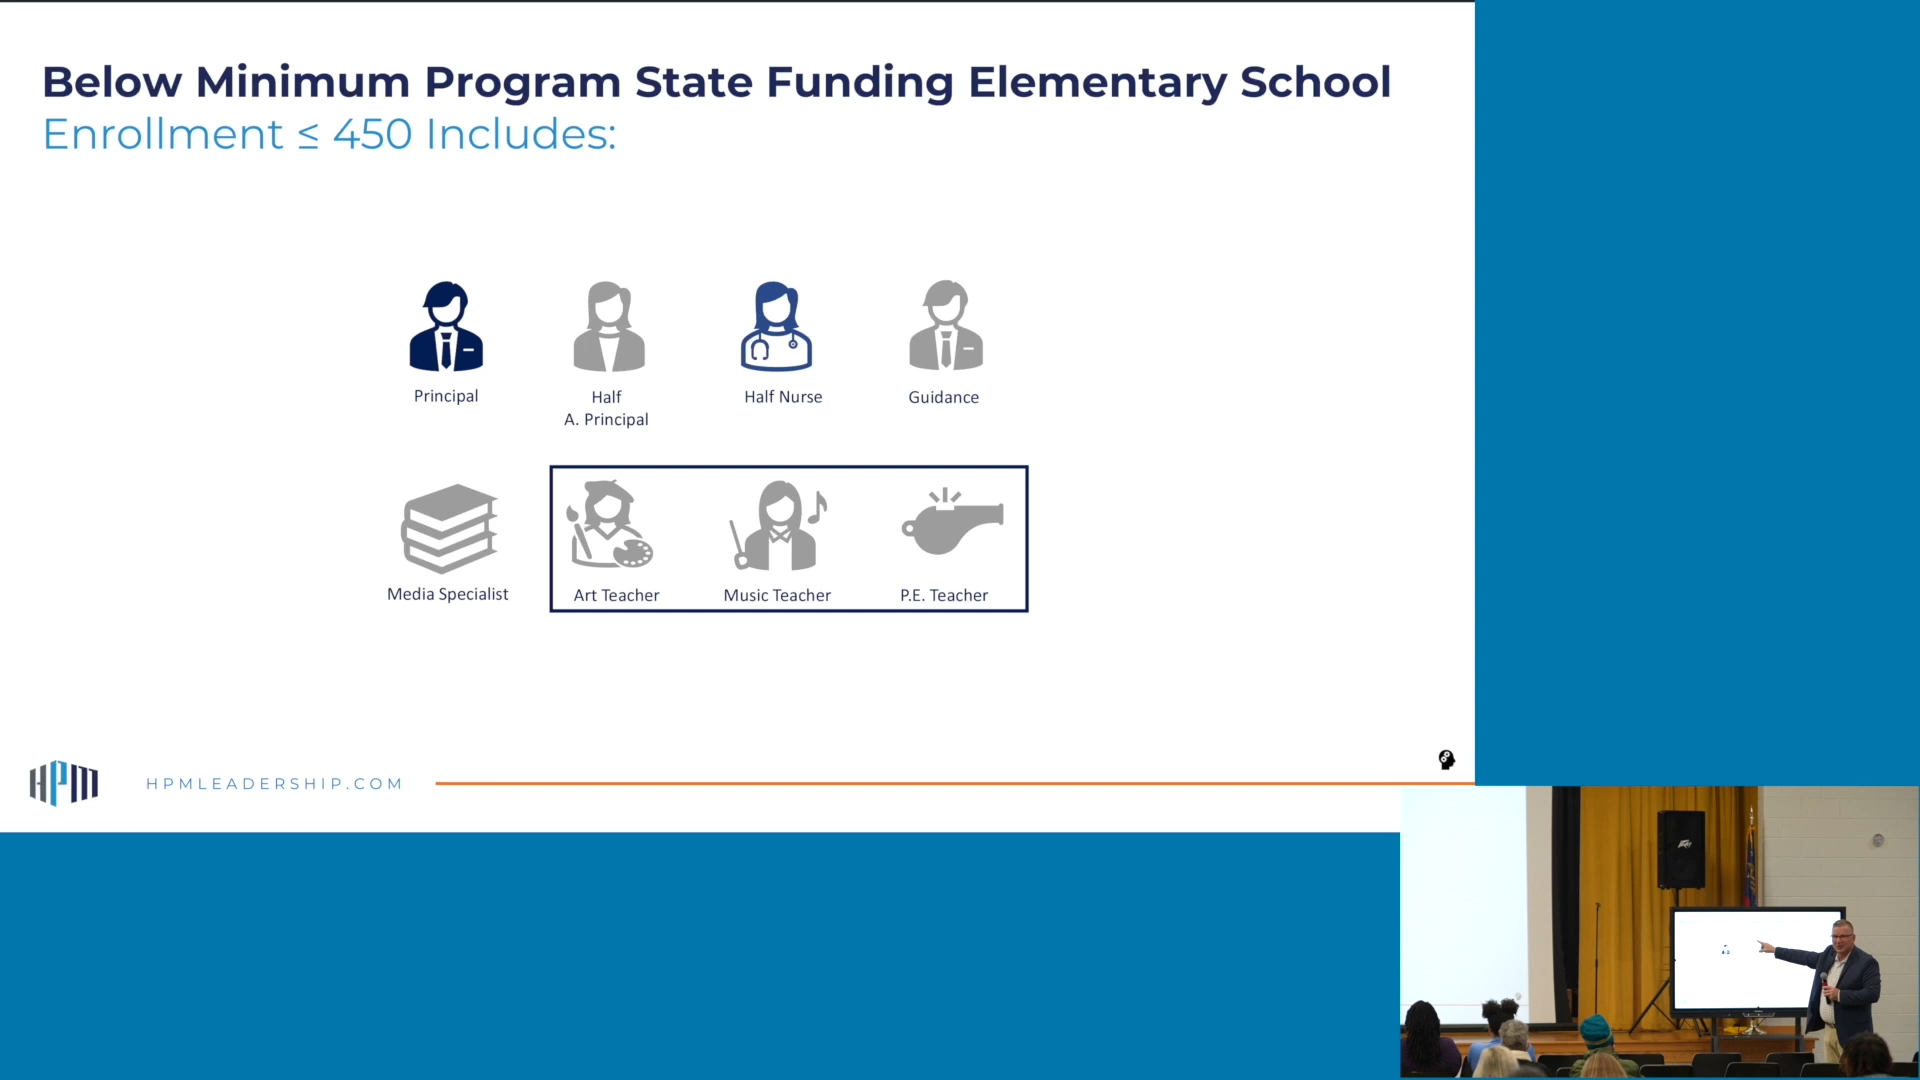 Below Minimum Program State Funding Elementary School
Enrollment ≤ 450 Includes:
Principal
Half
A. Principal
Half Nurse
Guidance
Media Specialist
Art Teacher
Music Teacher
P.E. Teacher
HPM
HPMLEADERSHIP.COM